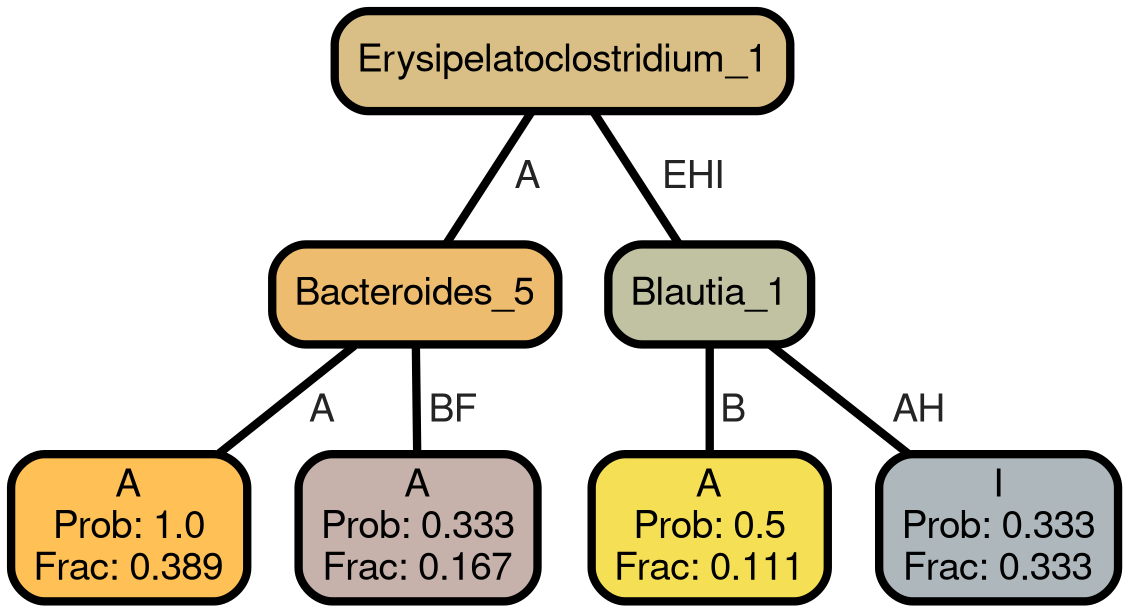 Erysipelatoclostridium_1
A
EHI
Bacteroides_5
Blautia_1
A
BF
B
AH
A
Prob: 1.0
Frac: 0.389
A
Prob: 0.333
Frac: 0.167
A
Prob: 0.5
Frac: 0.111
I
Prob: 0.333
Frac: 0.333